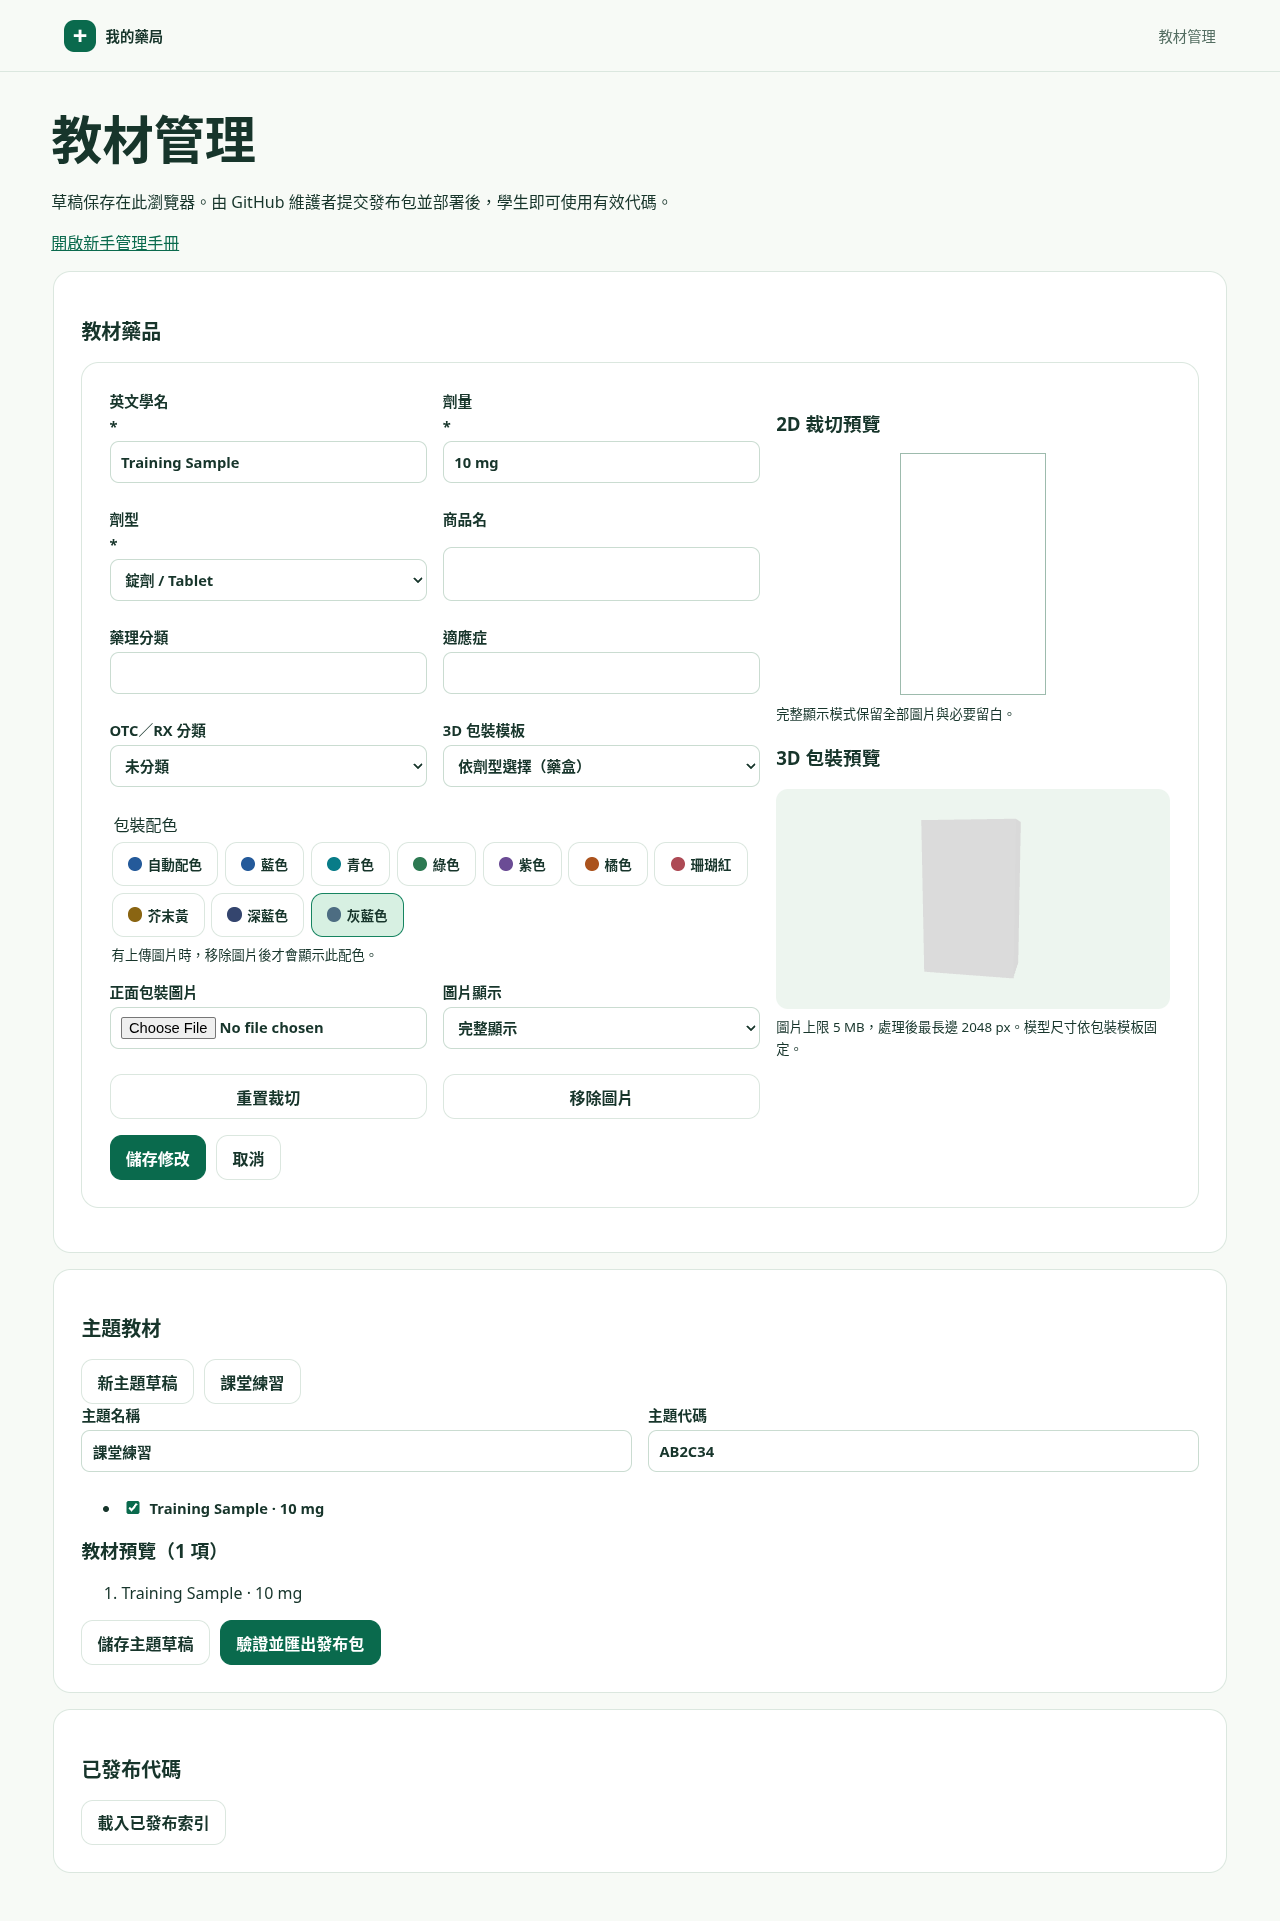 我的藥局
教材管理
教材管理
草稿保存在此瀏覽器。由 GitHub 維護者提交發布包並部署後，學生即可使用有效代碼。
開啟新手管理手冊
教材藥品
英文學名
*
Training Sample
劑量
*
10 mg
劑型
*
錠劑 / Tablet
商品名
藥理分類
適應症
OTC／RX 分類
未分類
3D 包裝模板
依劑型選擇（藥盒）
包裝配色
自動配色
藍色
青色
綠色
紫色
橘色
珊瑚紅
芥末黃
深藍色
灰藍色
有上傳圖片時，移除圖片後才會顯示此配色。
正面包裝圖片
Choose File No file chosen
圖片顯示
完整顯示
重置裁切
移除圖片
儲存修改
取消
2D 裁切預覽
完整顯示模式保留全部圖片與必要留白。
3D 包裝預覽
圖片上限 5 MB，處理後最長邊 2048 px。模型尺寸依包裝模板固
定。
主題教材
新主題草稿
課堂練習
主題名稱
課堂練習
主題代碼
AB2C34
Training Sample · 10 mg
教材預覽（1 項）
1. Training Sample · 10 mg
儲存主題草稿
驗證並匯出發布包
已發布代碼
載入已發布索引